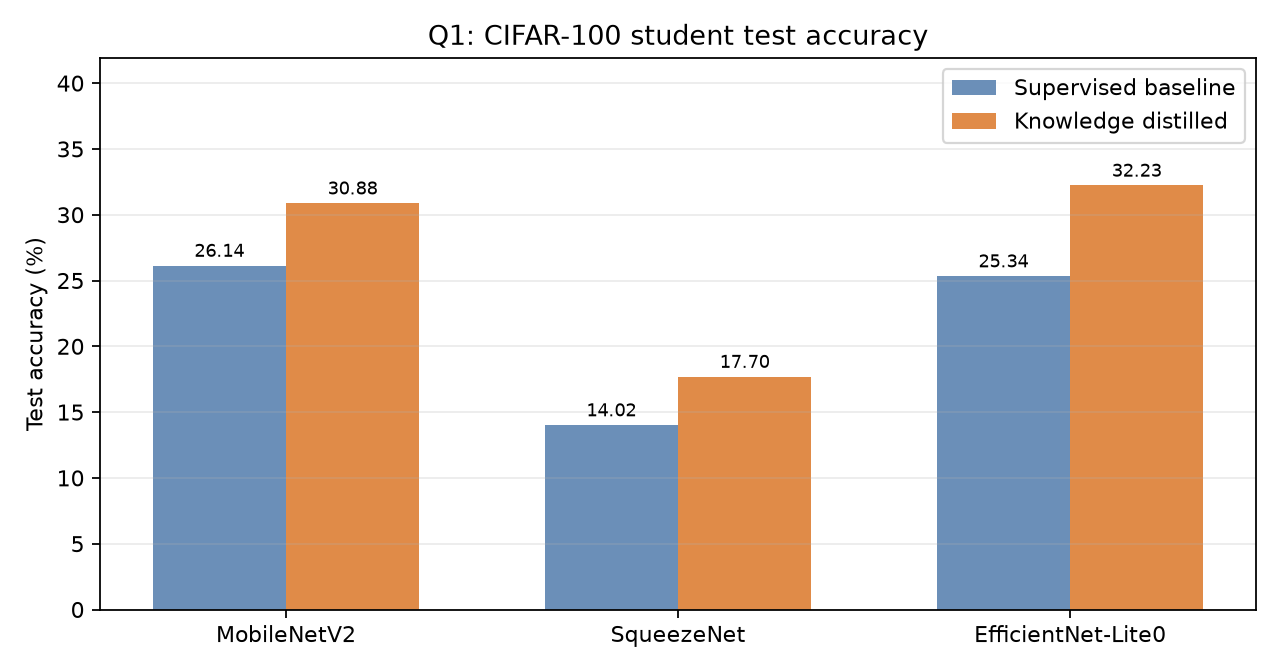 Q1: CIFAR-100 student test accuracy
Supervised baseline
Knowledge distilled
Test accuracy (%)
40
35
30
25
20
15
10
5
0
26.14
30.88
14.02
17.70
25.34
32.23
MobileNetV2
SqueezeNet
EfficientNet-Lite0